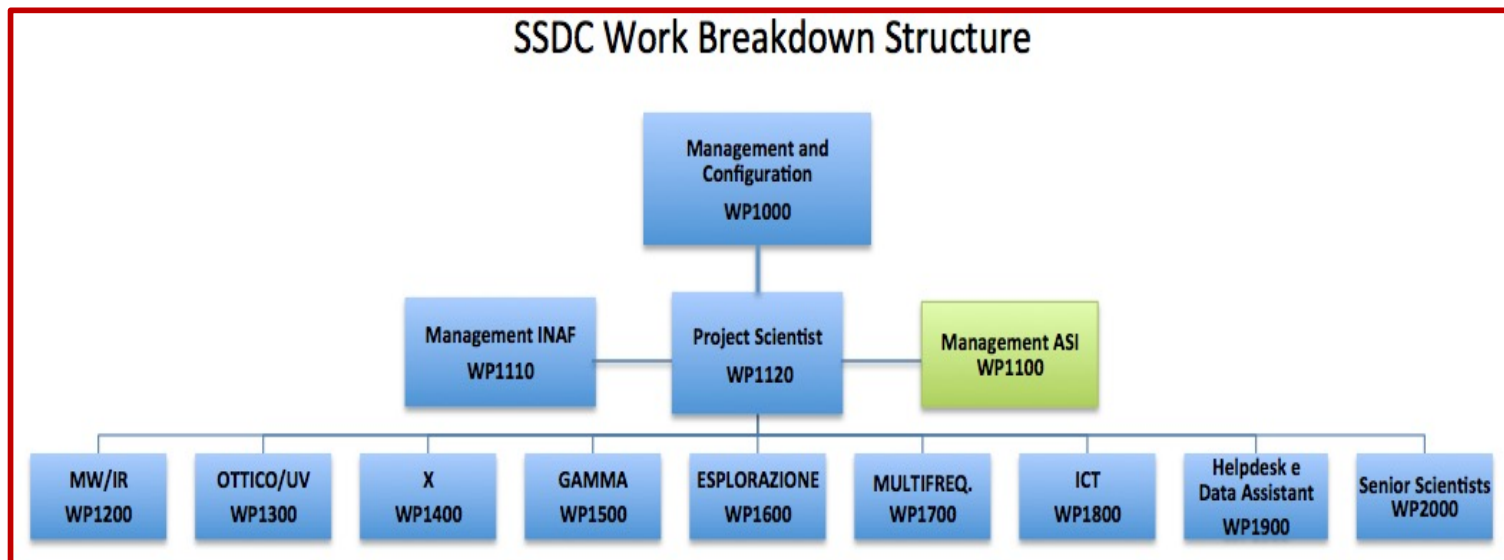 SSDC Work Breakdown Structure
Management and
Configuration
WP1000
Management INAF
WP1110
Project Scientist
WP1120
Management ASI
WP1100
MW/IR
WP1200
OTTICO/UV
WP1300
X
WP1400
GAMMA
WP1500
ESPLORAZIONE
WP1600
MULTIFREQ.
WP1700
ICT
WP1800
Helpdesk e
Data Assistant
WP1900
Senior Scientists
WP2000